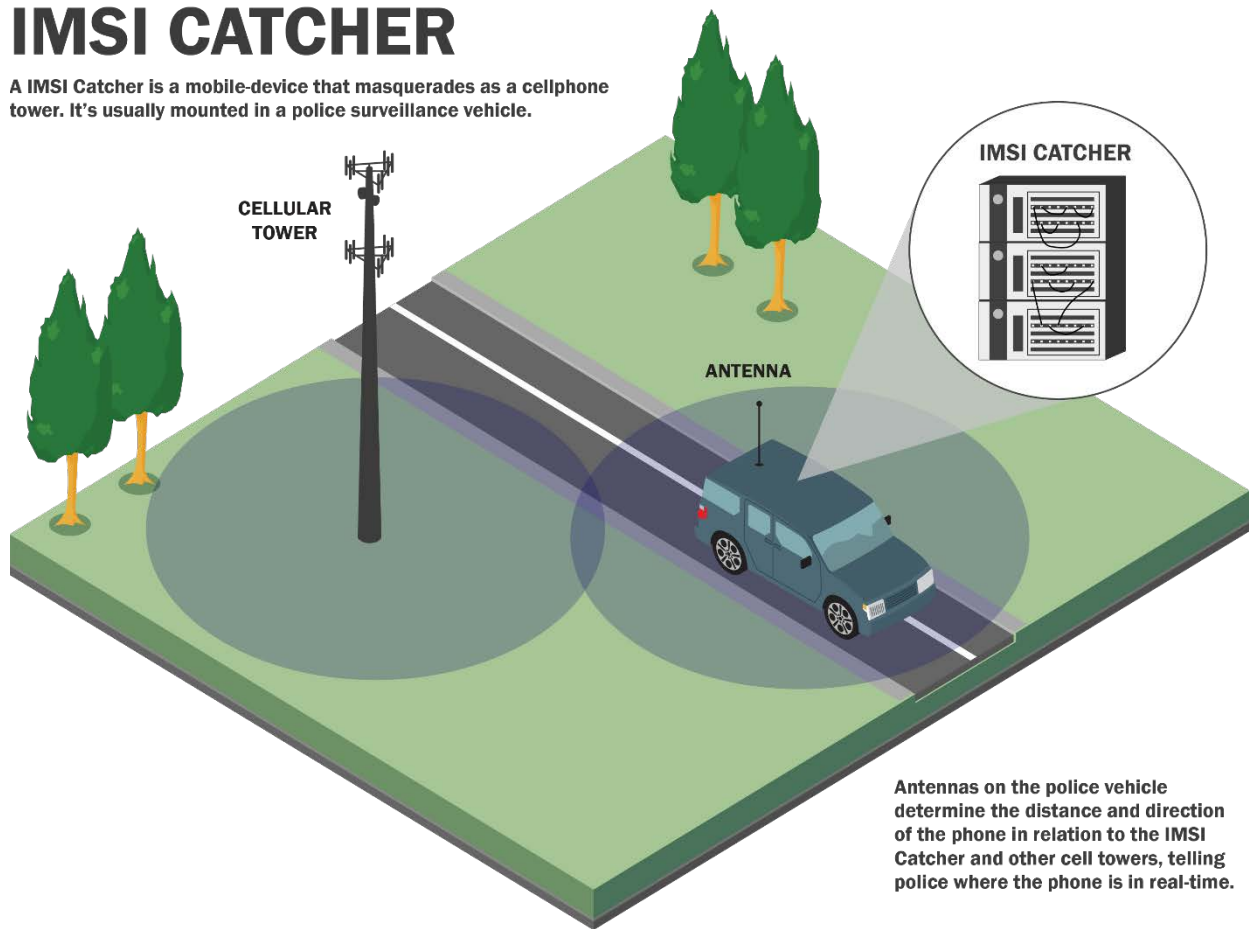 IMSI CATCHER
A IMSI Catcher is a mobile-device that masquerades as a cellphone
tower. It’s usually mounted in a police surveillance vehicle.
CELLULAR
TOWER
IMSI CATCHER
ANTENNA
Antennas on the police vehicle
determine the distance and direction
of the phone in relation to the IMSI
Catcher and other cell towers, telling
police where the phone is in real-time.